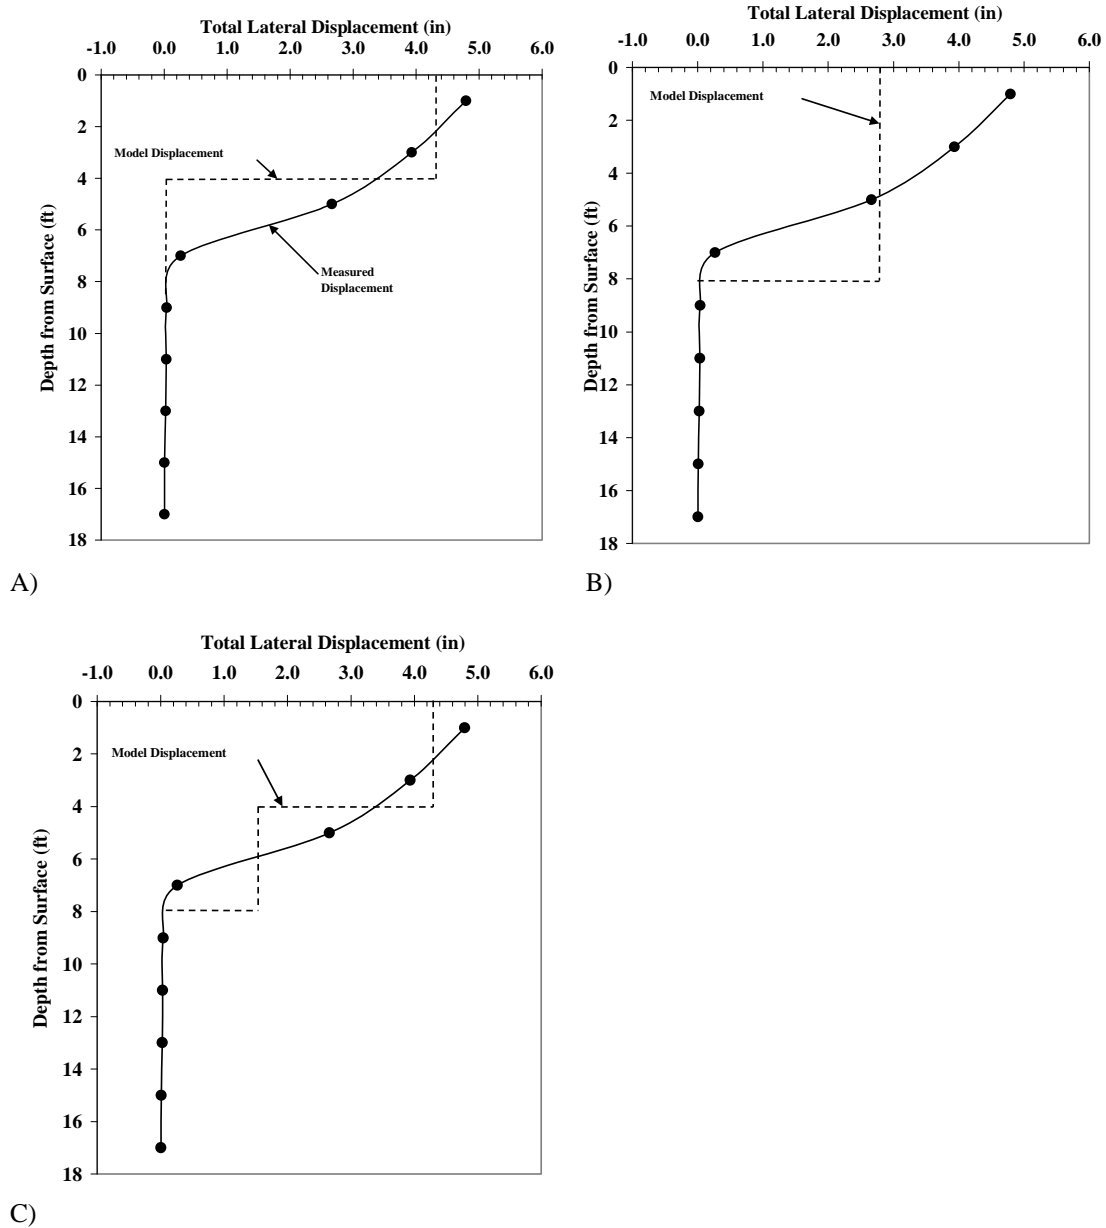 Total Lateral Displacement (in)
-1.0 0.0 1.0 2.0 3.0 4.0 5.0 6.0
0
2
4
6
8
10
12
14
16
18
Depth from Surface (ft)
Model Displacement
Measured
Displacement
A)
Total Lateral Displacement (in)
-1.0 0.0 1.0 2.0 3.0 4.0 5.0 6.0
0
2
4
6
8
10
12
14
16
18
Depth from Surface (ft)
Model Displacement
B)
Total Lateral Displacement (in)
-1.0 0.0 1.0 2.0 3.0 4.0 5.0 6.0
0
2
4
6
8
10
12
14
16
18
Depth from Surface (ft)
Model Displacement
C)